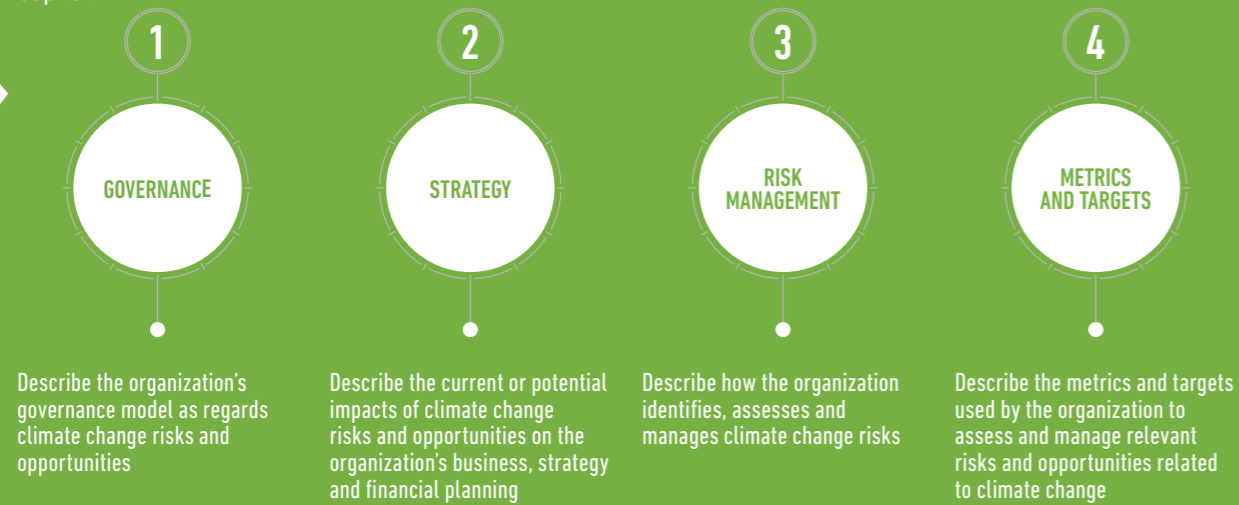 1
GOVERNANCE
Describe the organization's
governance model as regards
climate change risks and
opportunities
2
STRATEGY
Describe the current or potential
impacts of climate change
risks and opportunities on the
organization's business, strategy
and financial planning
3
RISK
MANAGEMENT
Describe how the organization
identifies, assesses and
manages climate change risks
4
METRICS
AND TARGETS
Describe the metrics and targets
used by the organization to
assess and manage relevant
risks and opportunities related
to climate change